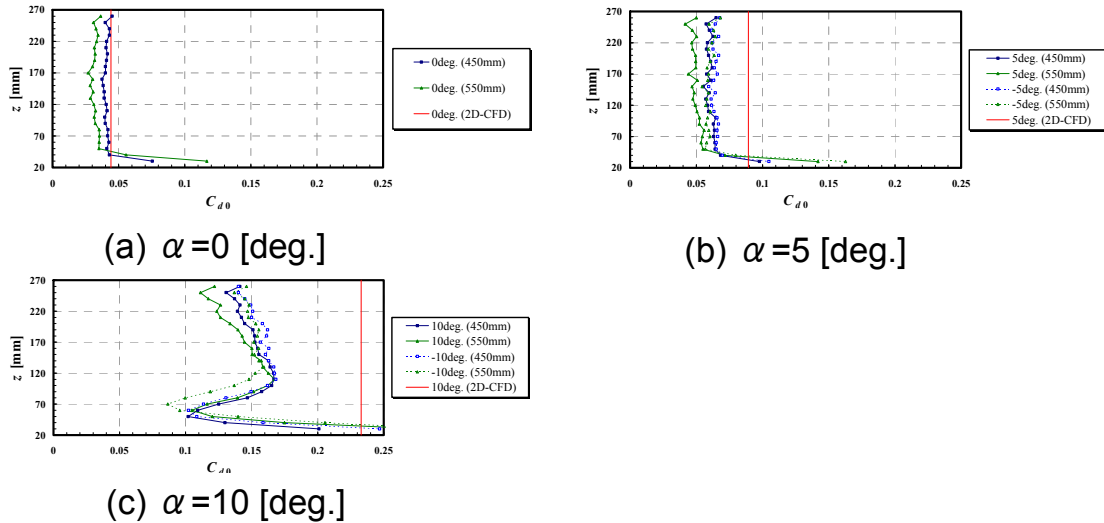 270
220
170
120
70
20
z [mm]
0 0.05 0.1 0.15 0.2 0.25
C d 0
0deg. (450mm)
0deg. (550mm)
0deg. (2D-CFD)
(a) α=0 [deg.]
270
220
170
120
70
20
z [mm]
0 0.05 0.1 0.15 0.2 0.25
C d 0
5deg. (450mm)
5deg. (550mm)
-5deg. (450mm)
-5deg. (550mm)
5deg. (2D-CFD)
(b) α=5 [deg.]
270
220
170
120
70
20
z [mm]
0 0.05 0.1 0.15 0.2 0.25
C d 0
10deg. (450mm)
10deg. (550mm)
-10deg. (450mm)
-10deg. (550mm)
10deg. (2D-CFD)
(c) α=10 [deg.]